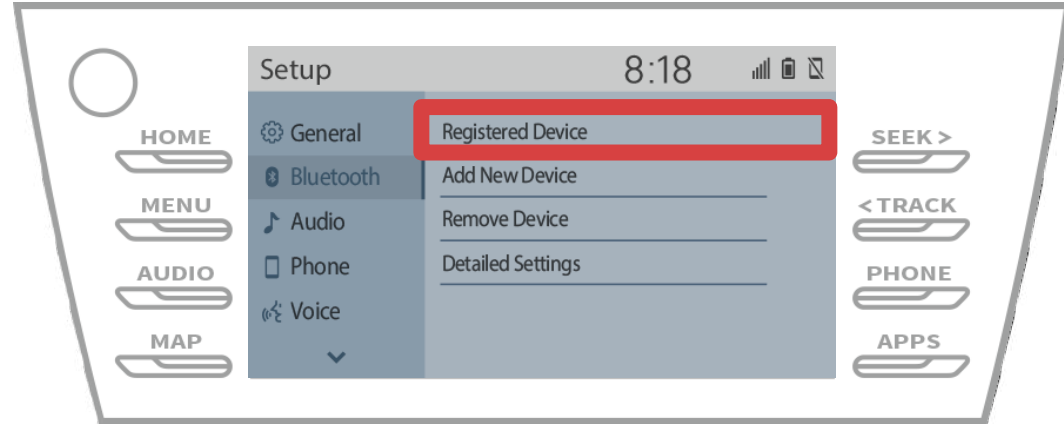 Setup 8:18
HOME
MENU
AUDIO
MAP
General
Bluetooth
Audio
Phone
Voice
Registered Device
Add New Device
Remove Device
Detailed Settings
SEEK >
< TRACK
PHONE
APPS